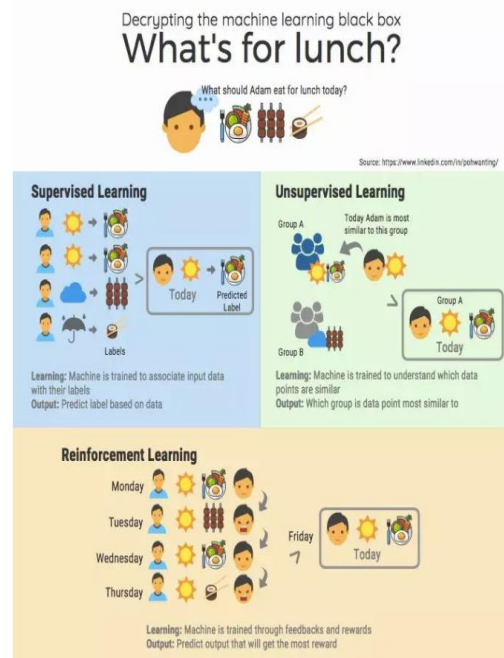 Decrypting the machine learning black box
What's for lunch?
What should Adam eat for lunch today?
Source: https://www.linkedin.com/in/pohwanting/
Supervised Learning
Today
Predicted
Label
Labels
Learning: Machine is trained to associate input data
with their labels
Output: Predict label based on data
Unsupervised Learning
Group A
Today Adam is most
similar to this group
Group B
Group A
Today
Learning: Machine is trained to understand which data
points are similar
Output: Which group is data point most similar to
Reinforcement Learning
Monday
Tuesday
Wednesday
Thursday
Friday
Today
Learning: Machine is trained through feedbacks and rewards
Output: Predict output that will get the most reward